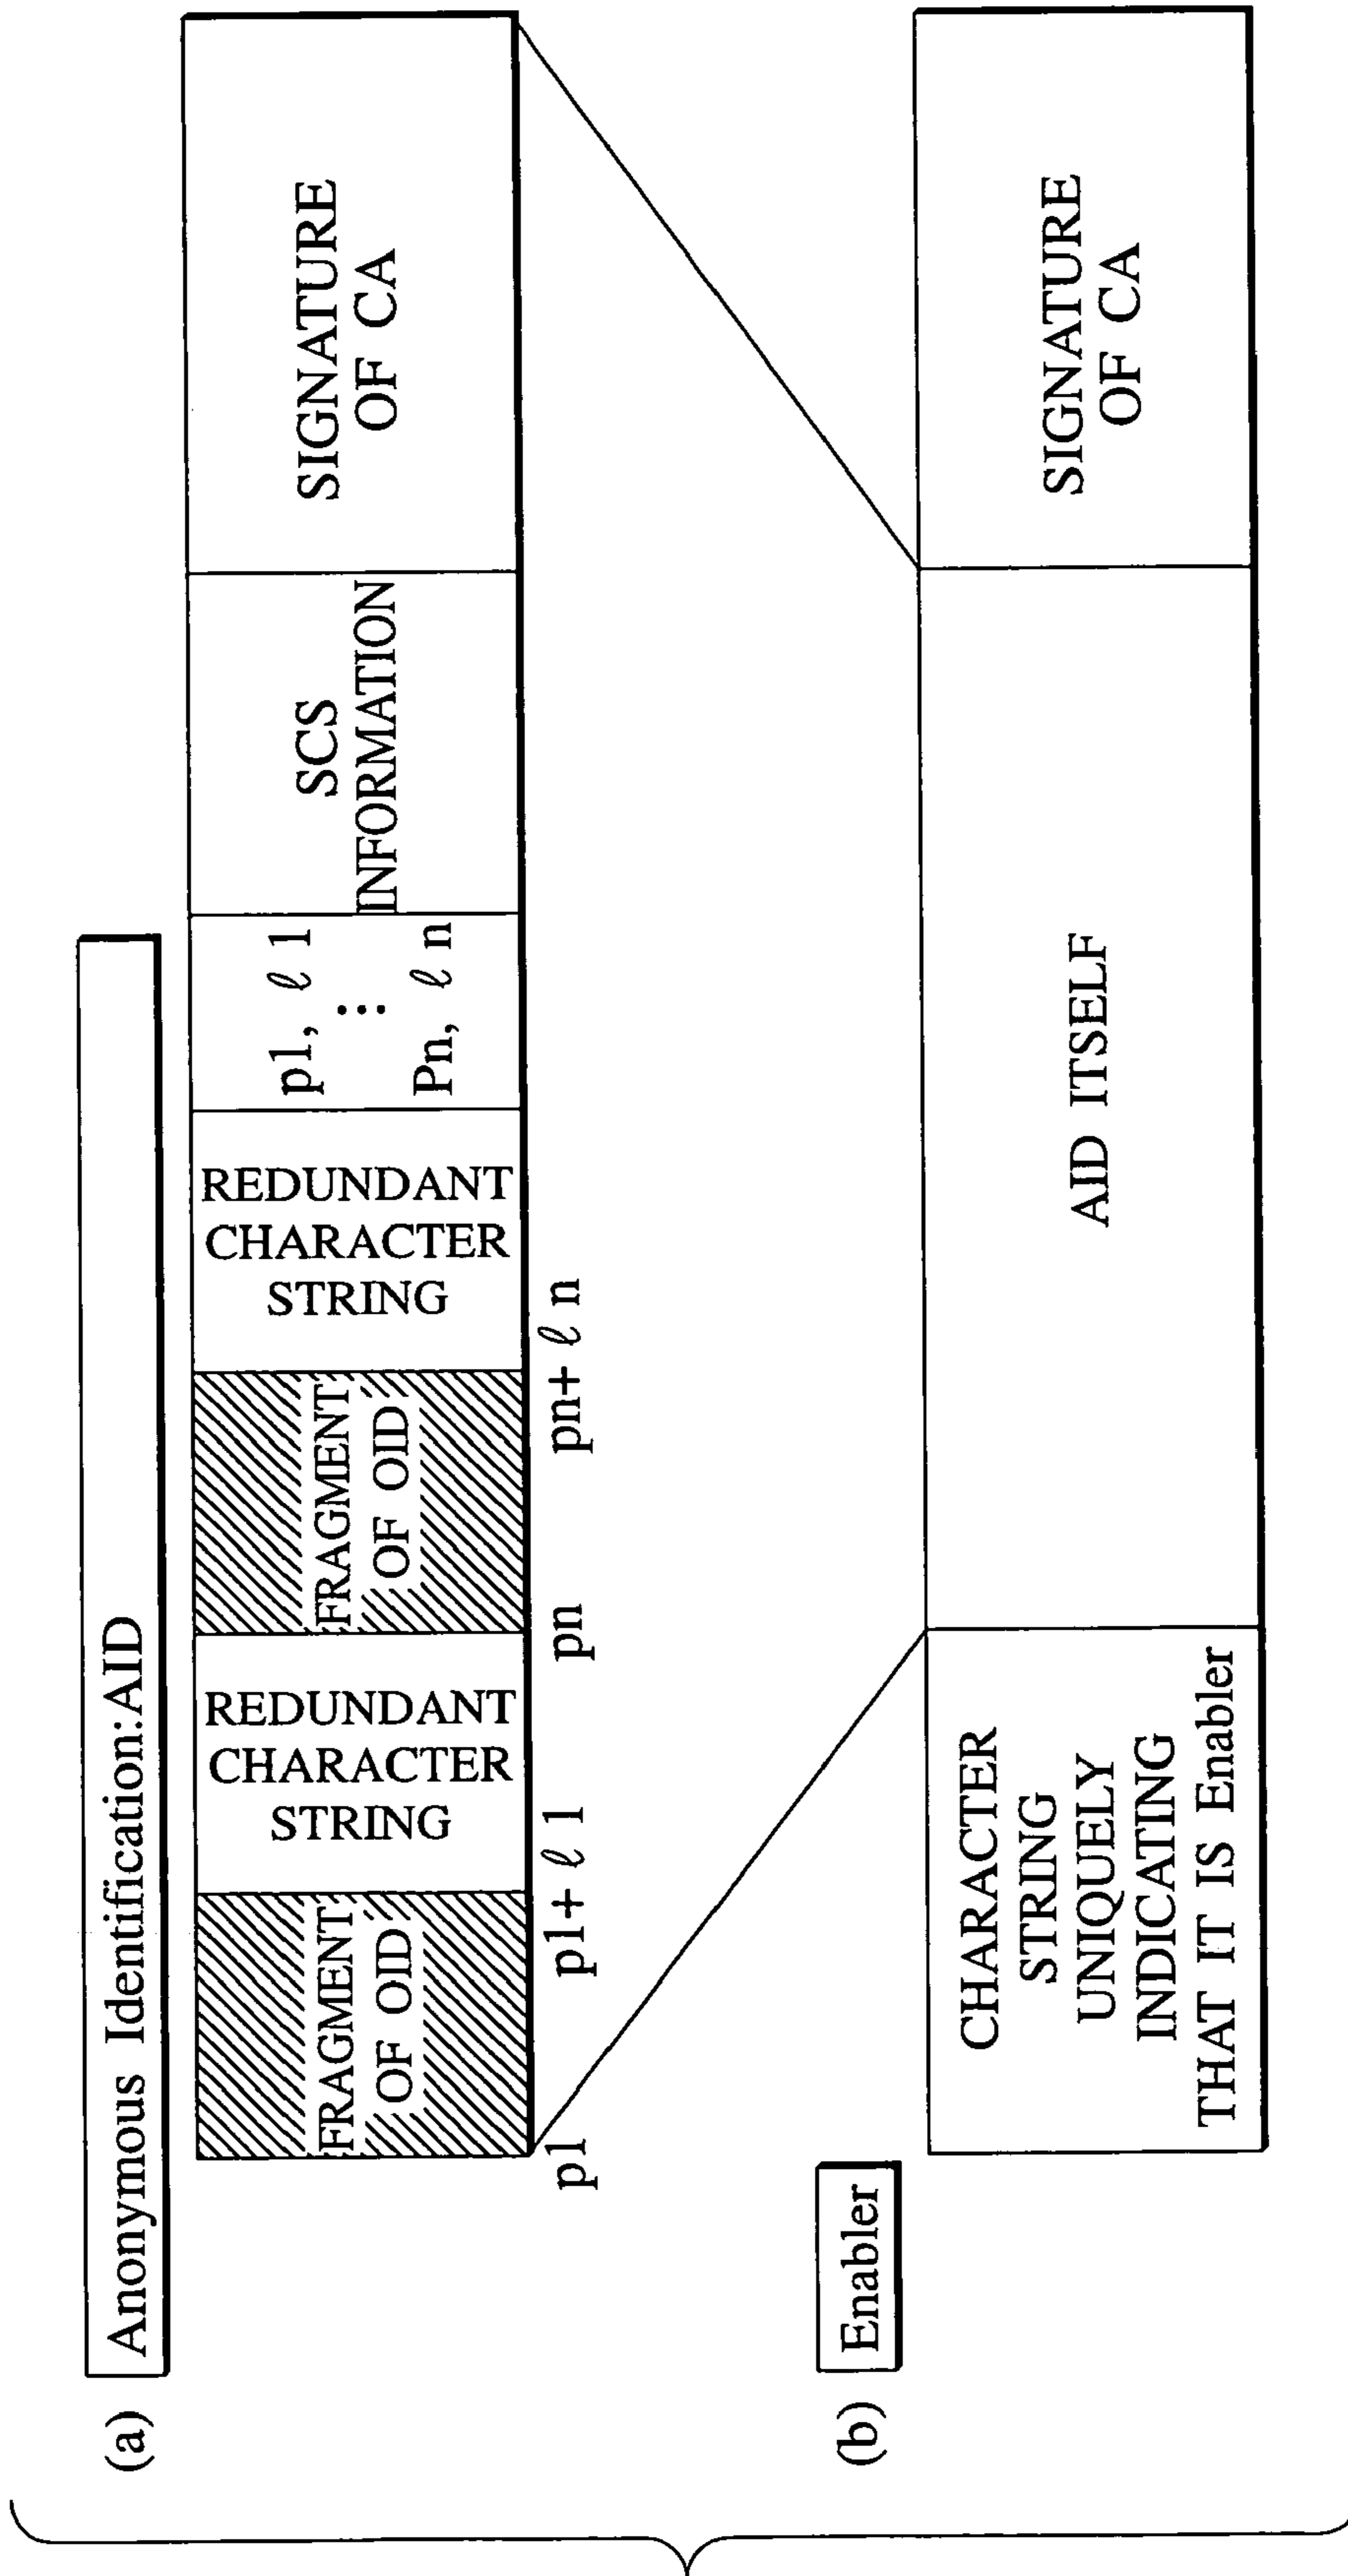 (a) Anonymous Identification:AID
FRAGMENT
OF OID
REDUNDANT
CHARACTER
STRING
FRAGMENT
OF OID
REDUNDANT
CHARACTER
STRING
p1, ℓ 1
⋮
Pn, ℓ n
SCS
INFORMATION
SIGNATURE
OF CA
p1
p1+ ℓ 1
pn
pn+ ℓ n
(b) Enabler
CHARACTER
STRING
UNIQUELY
INDICATING
THAT IT IS Enabler
AID ITSELF
SIGNATURE
OF CA